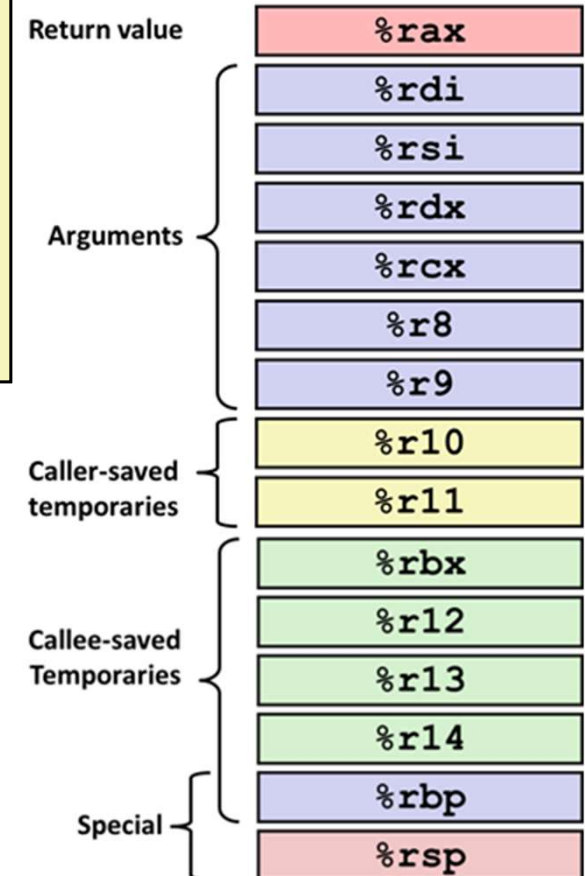 Return value
%rax
Arguments
%rdi
%rsi
%rdx
%rcx
%r8
%r9
Caller-saved
temporaries
%r10
%r11
Callee-saved
Temporaries
%rbx
%r12
%r13
%r14
%rbp
Special
%rsp